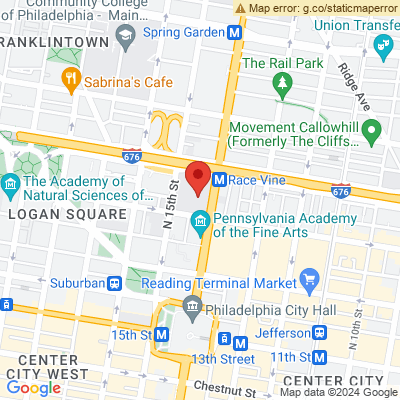 Map error: g.co/staticmaperror
Community College
of Philadelphia - Main...
Spring Garden
Union Transfer
RANKLINTOWN
Sabrina's Cafe
The Rail Park
Ridge Ave
Movement Callowhill
(Formerly The Cliffs...
676
The Academy of
Natural Sciences of...
N 15th St
Race Vine
676
LOGAN SQUARE
Pennsylvania Academy
of the Fine Arts
Suburban
Reading Terminal Market
Philadelphia City Hall
N 10th St
15th St
Jefferson
13th Street
11th St
CENTER
CITY WEST
Chestnut St
CENTER CITY
Google
Map data ©2024 Google